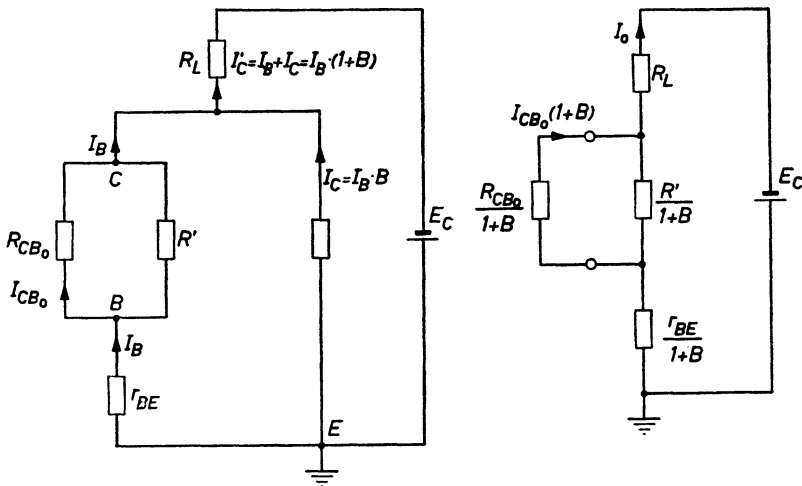 R_L
I'_C=I_B+I_C=I_B·(1+B)
I_B
C
I_C=I_B·B
R_CBo
R'
E_C
I_CBo
B
I_B
r_BE
E
I_o
R_L
I_CBo(1+B)
R_CBo
1+B
R'
1+B
E_C
r_BE
1+B